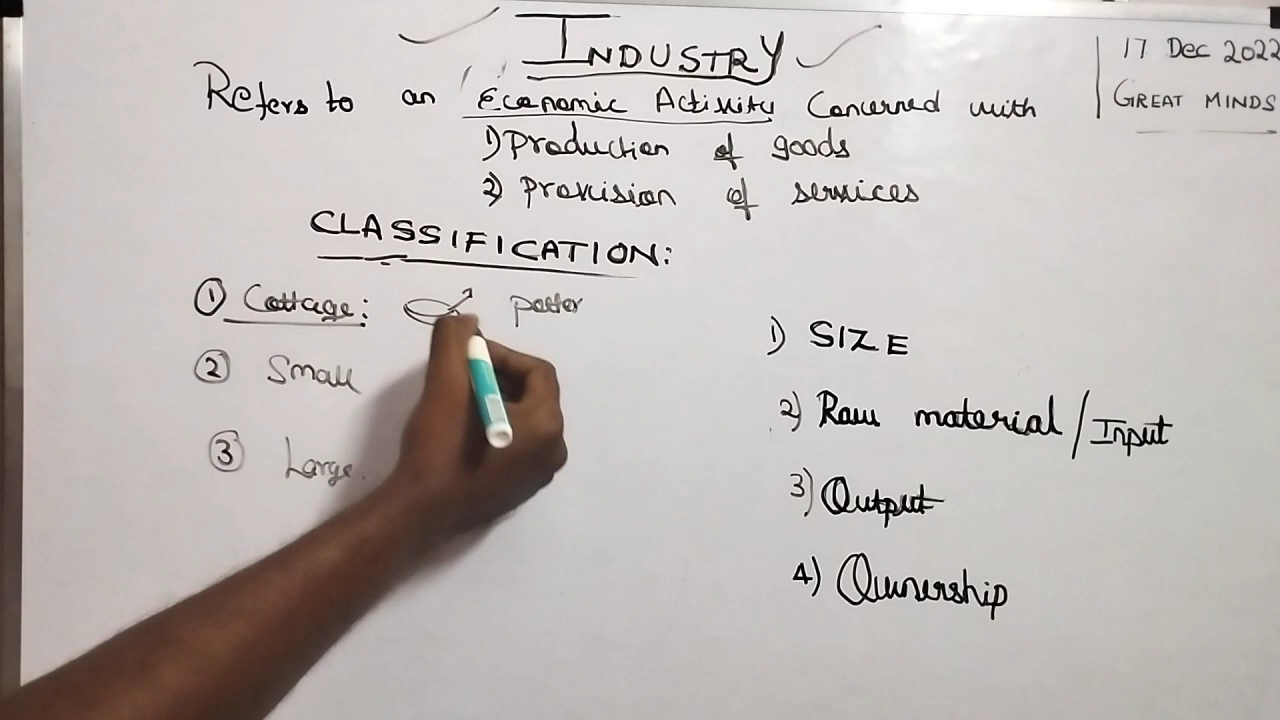 INDUSTRY
17 Dec 2022
GREAT MINDS
Refers to an Economic Activity Concerned with
1) Production of goods
2) Provision of services
CLASSIFICATION:
① Cottage: Potter
② Small
③ Large.
1) SIZE
2) Raw material / Input
3) Output
4) Ownership